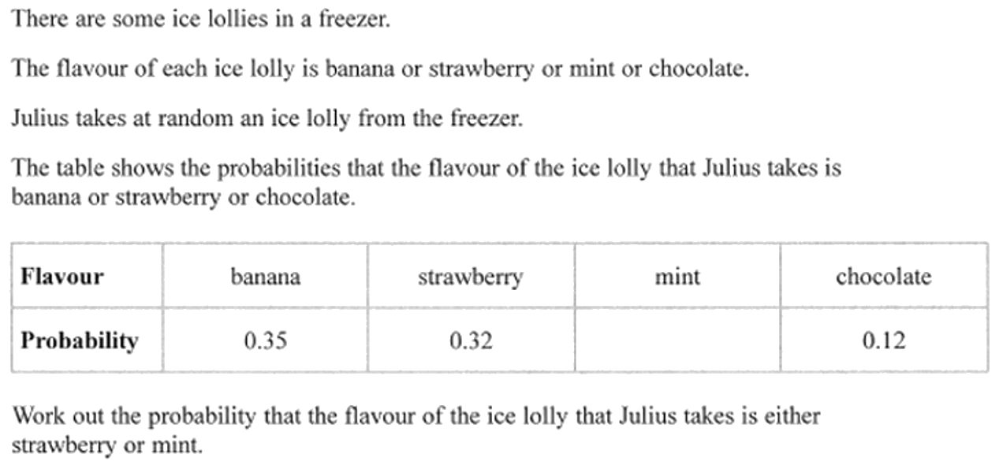 There are some ice lollies in a freezer.
The flavour of each ice lolly is banana or strawberry or mint or chocolate.
Julius takes at random an ice lolly from the freezer.
The table shows the probabilities that the flavour of the ice lolly that Julius takes is
banana or strawberry or chocolate.
Flavour banana strawberry mint chocolate
Probability 0.35 0.32 0.12
Work out the probability that the flavour of the ice lolly that Julius takes is either
strawberry or mint.